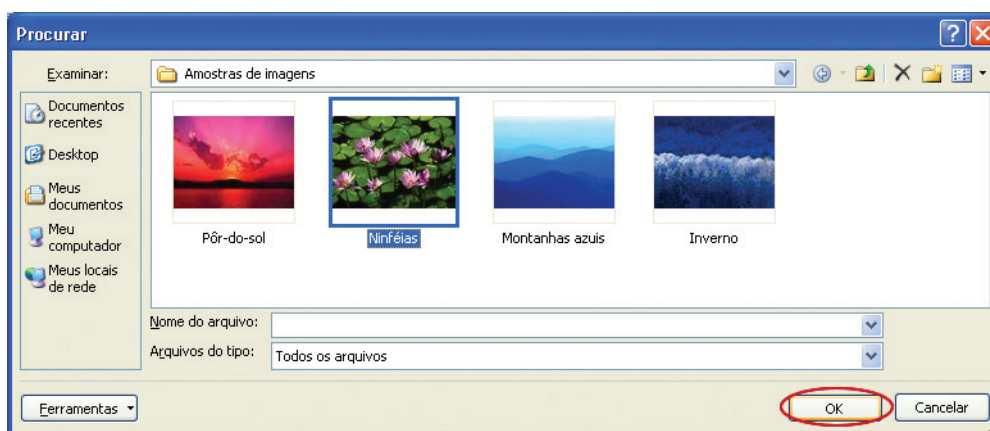 Procurar
Examinar:
Amostras de imagens
Documentos
recentes
Desktop
Meus
documentos
Meu
computador
Meus locais
de rede
Pôr-do-sol
Ninféias
Montanhas azuis
Inverno
Nome do arquivo:
Arquivos do tipo:
Todos os arquivos
Ferramentas
OK
Cancelar